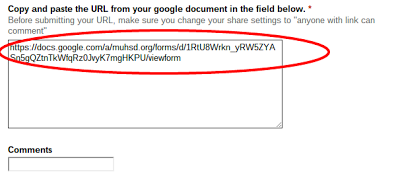 Copy and paste the URL from your google document in the field below. *
Before submitting your URL, make sure you change your share settings to "anyone with link can
comment"
https://docs.google.com/a/muhsd.org/forms/d/1RtU8Wrkn_yRW5ZYA
Sn5gQZtnTkWfqRz0JvyK7mgHKPU/viewform
Comments